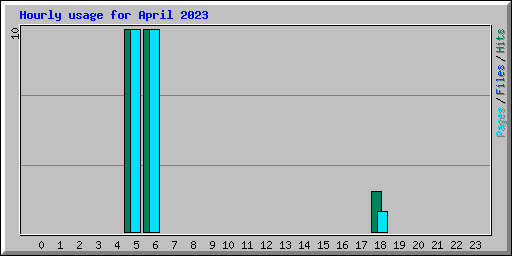 Hourly usage for April 2023
10
Pages/Files/Hits
0 1 2 3 4 5 6 7 8 9 10 11 12 13 14 15 16 17 18 19 20 21 22 23